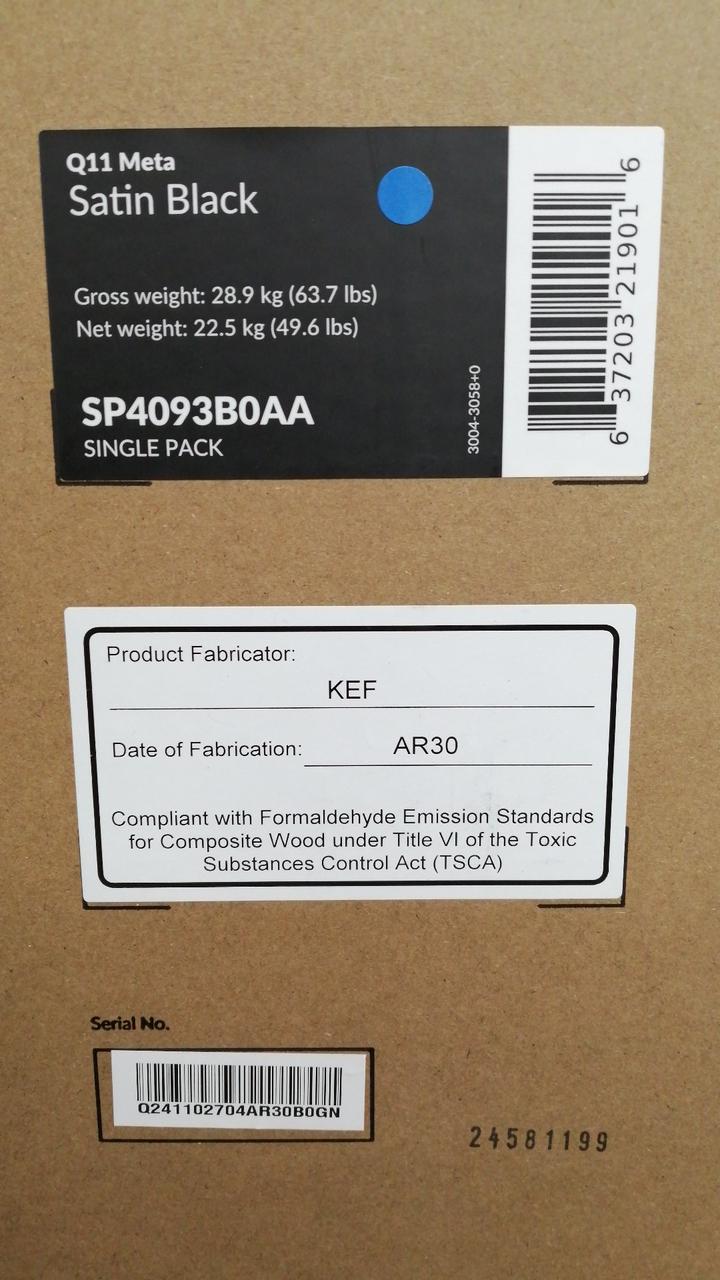 Q11 Meta
Satin Black
Gross weight: 28.9 kg (63.7 lbs)
Net weight: 22.5 kg (49.6 lbs)
SP4093B0AA
SINGLE PACK
3004-3058+0
6 37203 21901 6
Product Fabricator:
KEF
Date of Fabrication: AR30
Compliant with Formaldehyde Emission Standards
for Composite Wood under Title VI of the Toxic
Substances Control Act (TSCA)
Serial No.
Q241102704AR30B0GN
24581199